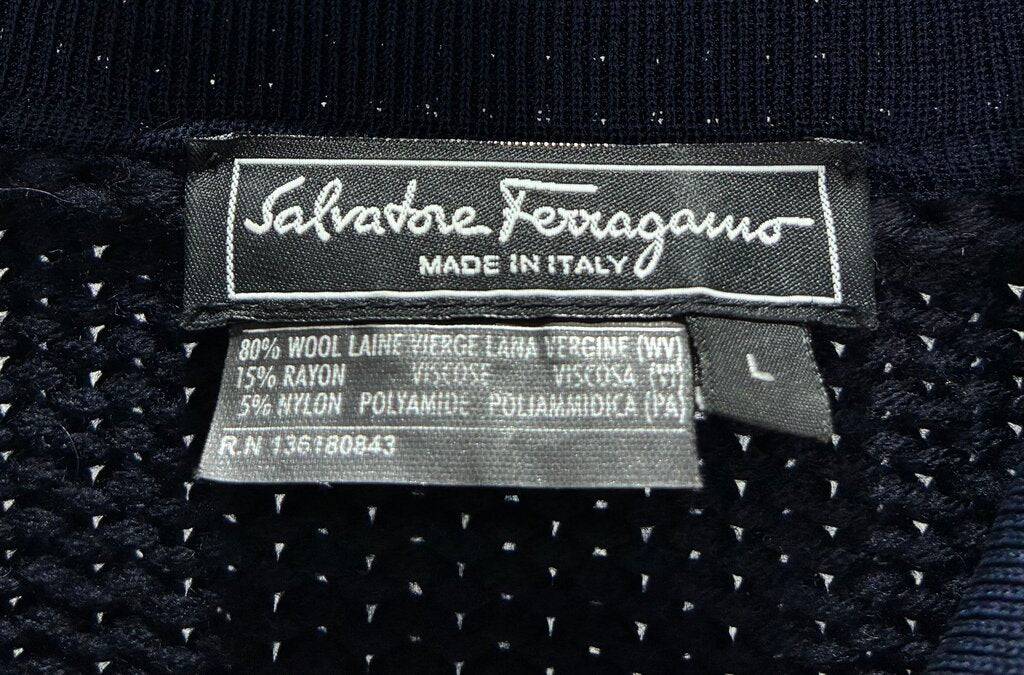 Salvatore Ferragamo
MADE IN ITALY
80% WOOL LAINE VIERGE LANA VERGINE (WV)
15% RAYON VISCOSE VISCOSA (VI)
5% NYLON POLYAMIDE POLIAMMIDICA (PA)
R.N 136180843
L